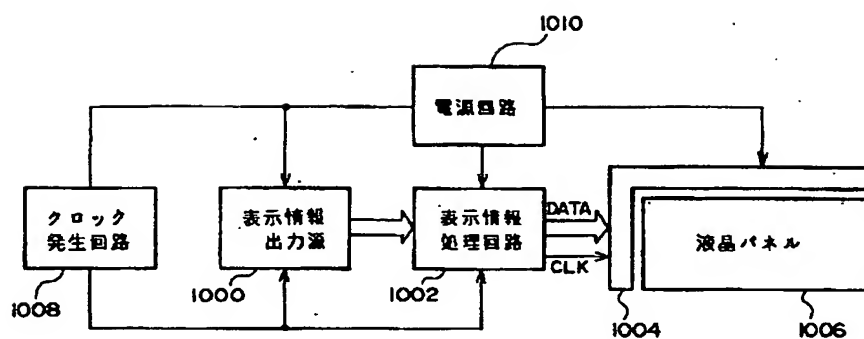 1010
電源回路
クロック
発生回路
表示情報
出力源
表示情報
処理回路
DATA
CLK
液晶パネル
1008
1000
1002
1004
1006